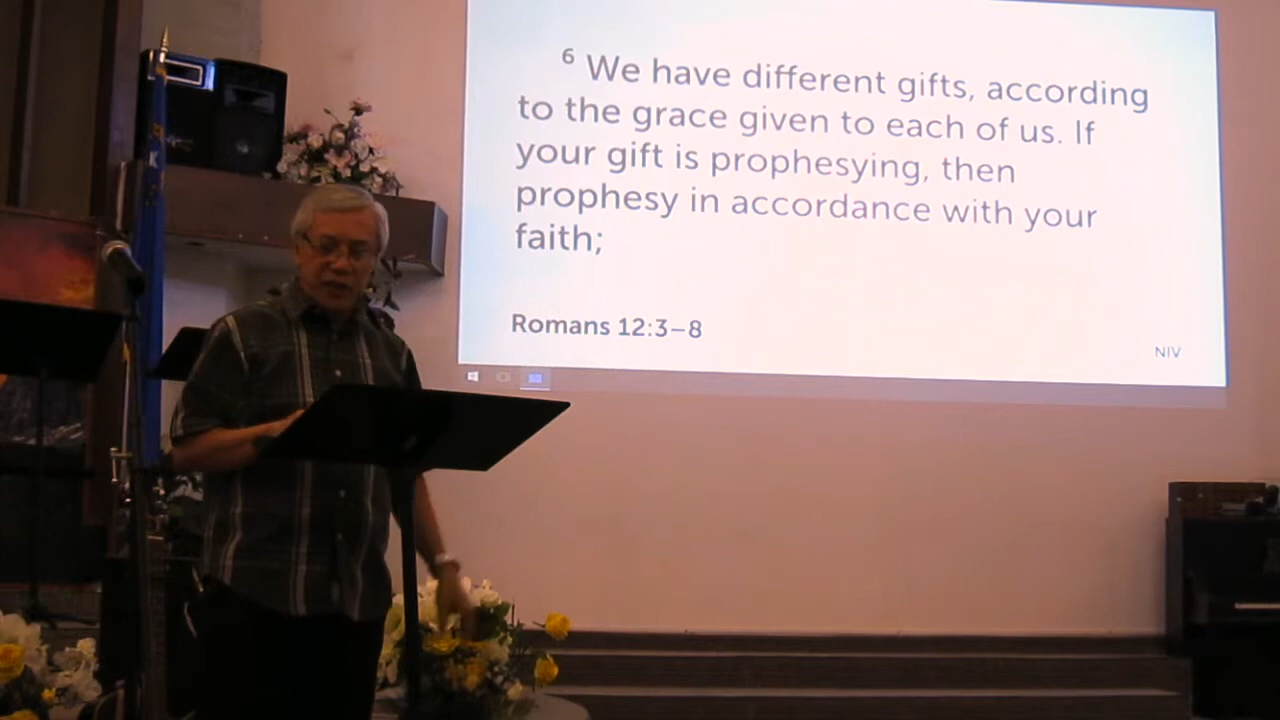 6 We have different gifts, according
to the grace given to each of us. If
your gift is prophesying, then
prophesy in accordance with your
faith;
Romans 12:3–8
NIV